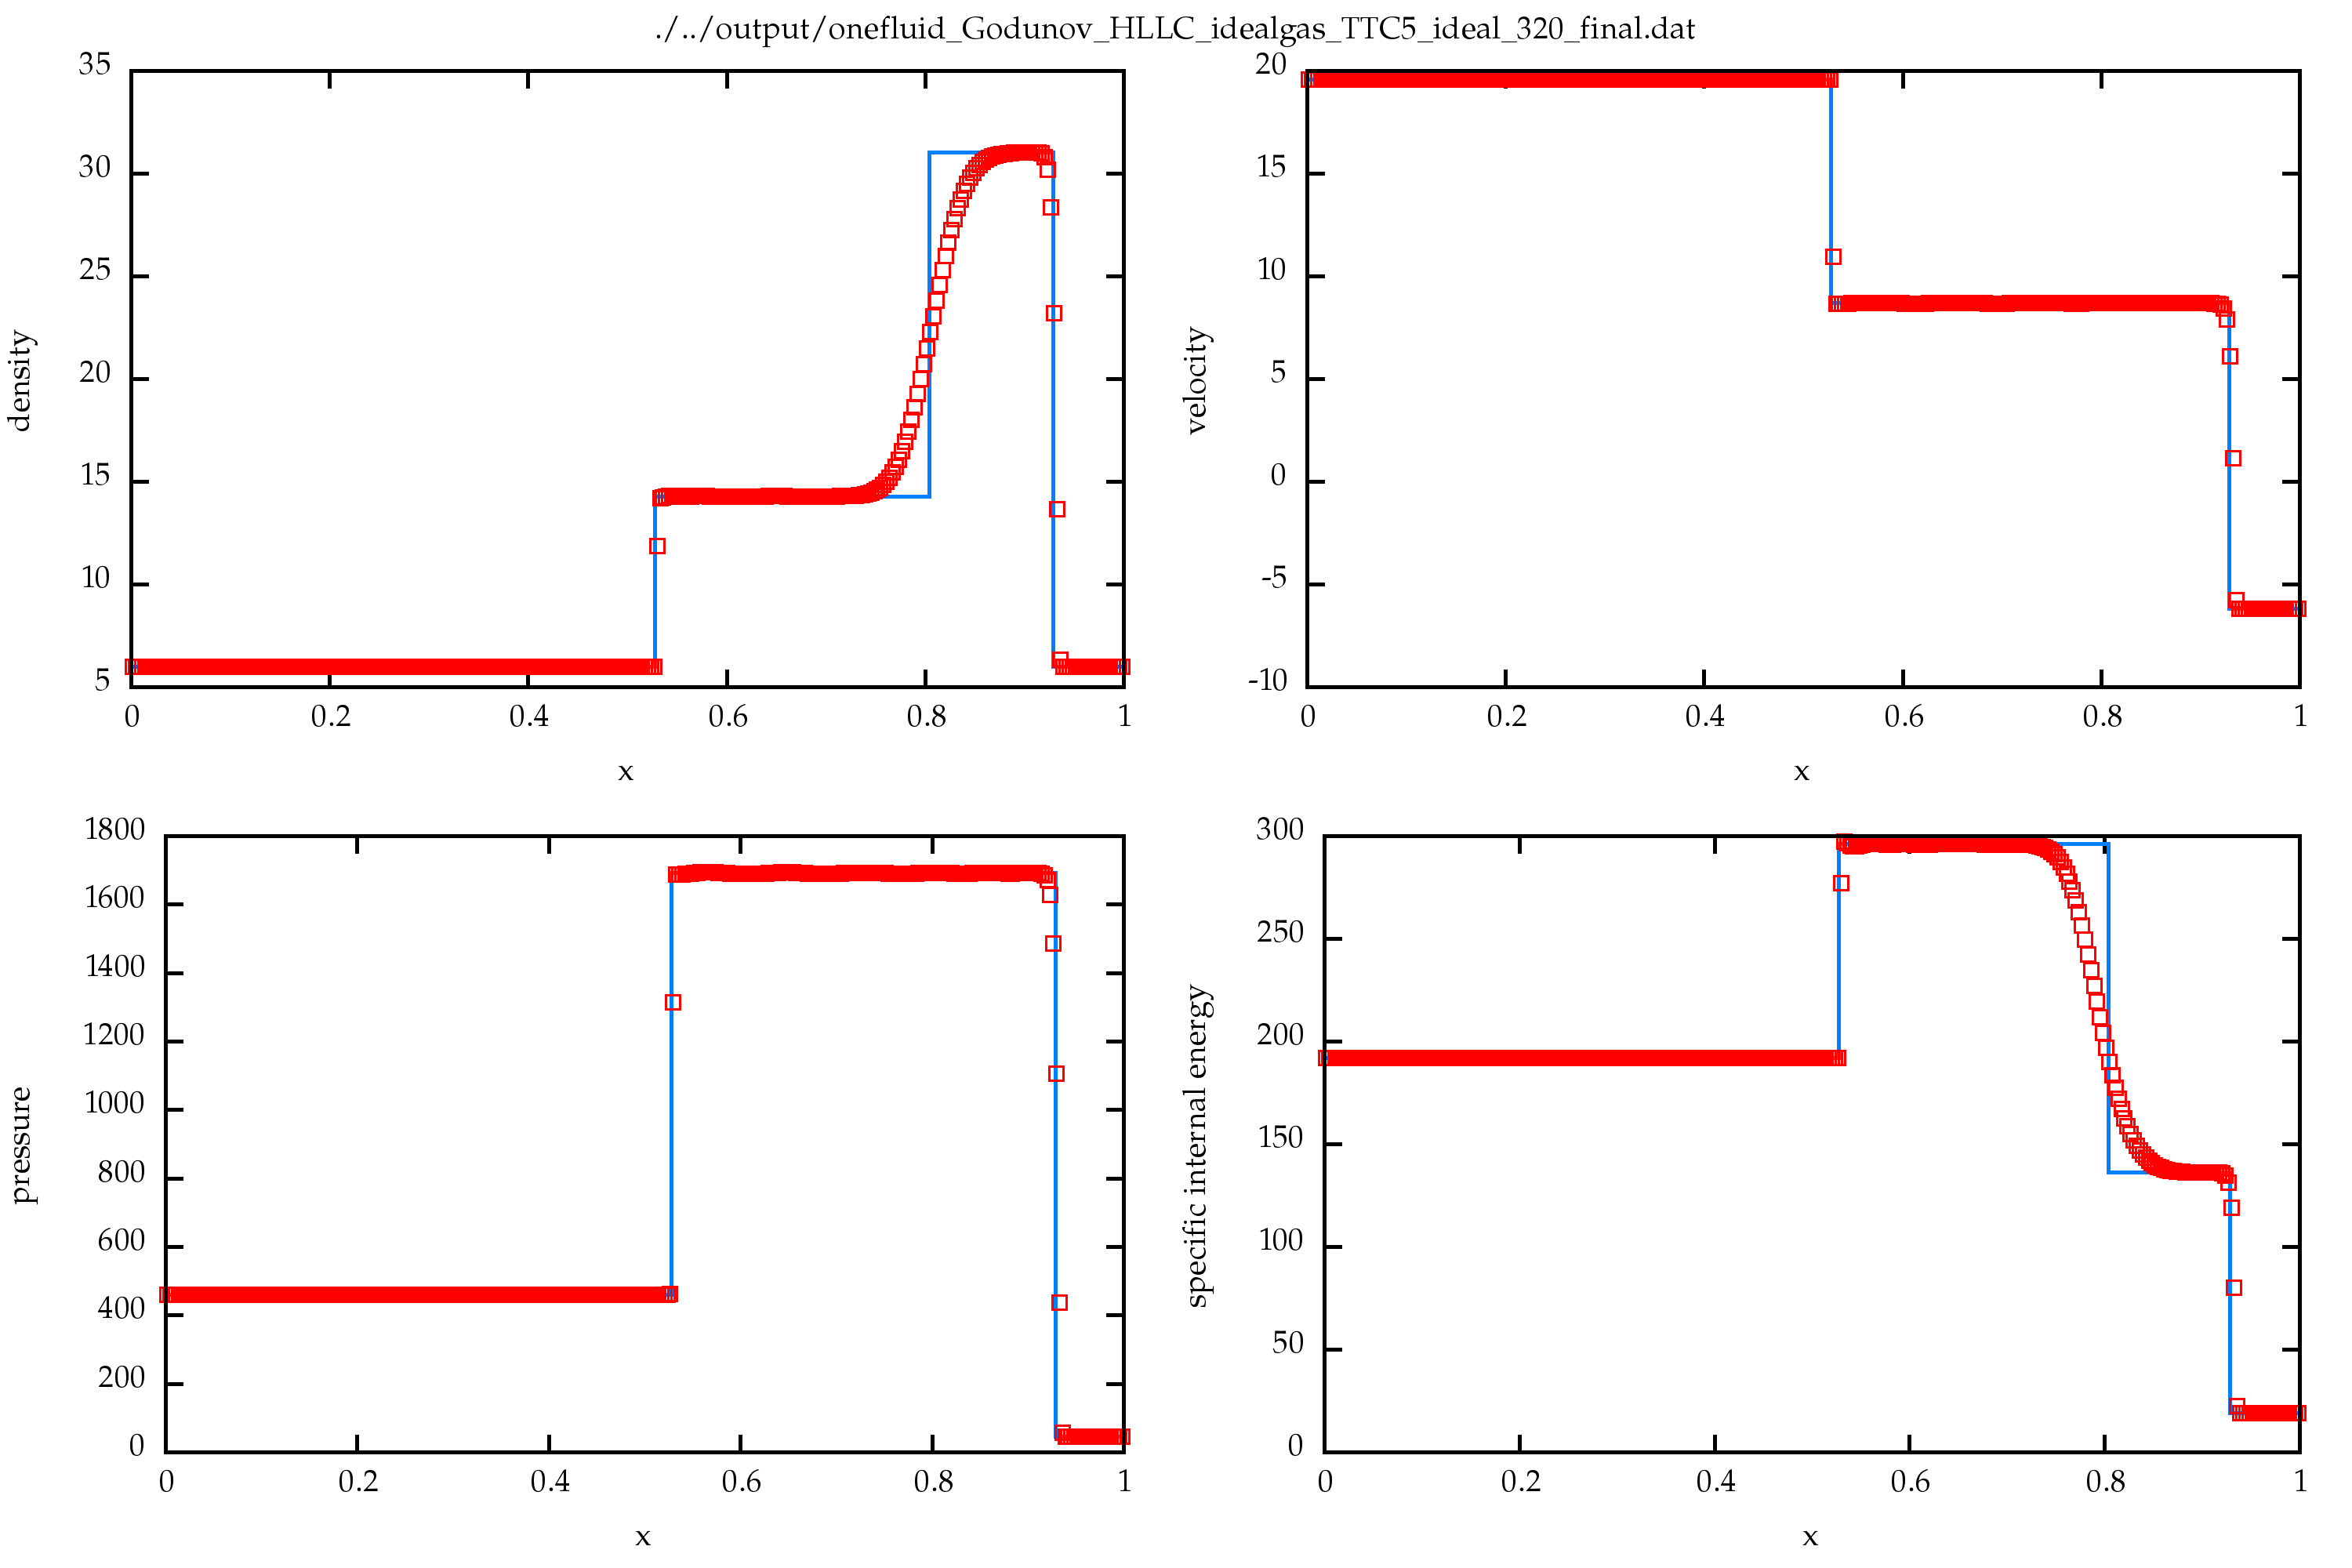 ./../output/onefluid_Godunov_HLLC_idealgas_TTC5_ideal_320_final.dat
35
30
25
20
15
10
5
density
0 0.2 0.4 0.6 0.8 1
x
20
15
10
5
0
-5
-10
velocity
0 0.2 0.4 0.6 0.8 1
x
1800
1600
1400
1200
1000
800
600
400
200
0
pressure
0 0.2 0.4 0.6 0.8 1
x
300
250
200
150
100
50
0
specific internal energy
0 0.2 0.4 0.6 0.8 1
x